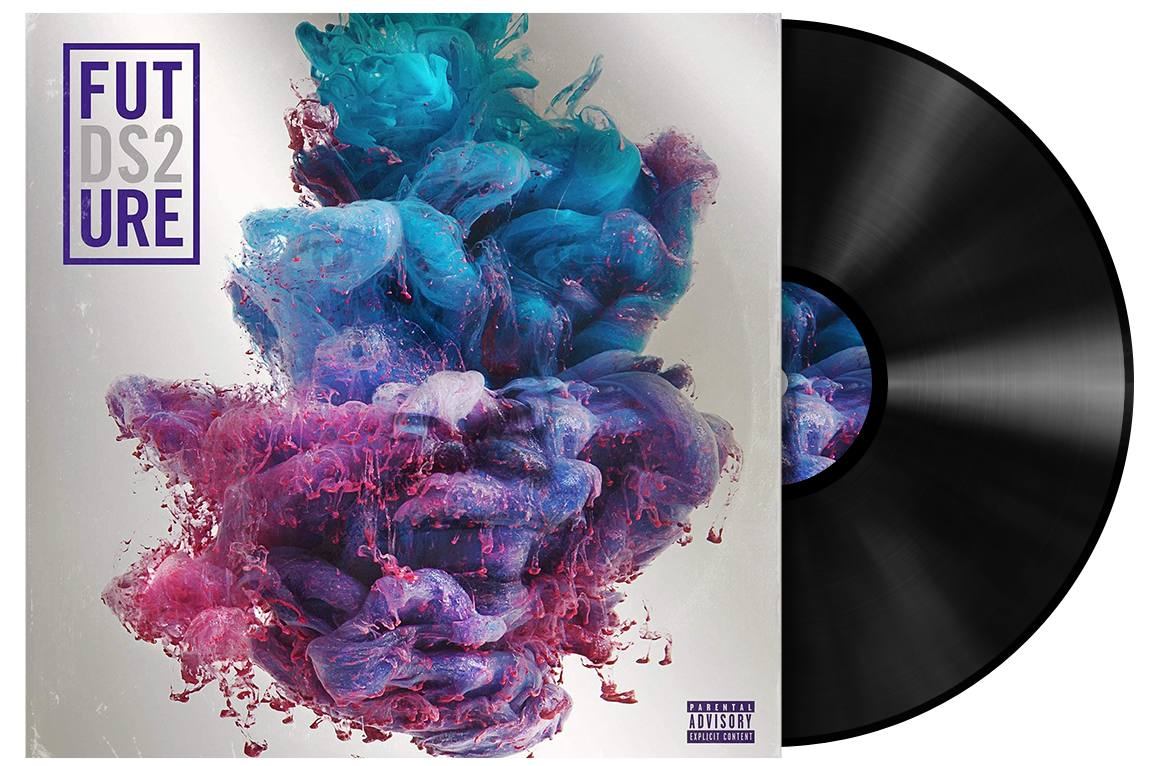 FUT
DS2
URE
PARENTAL
ADVISORY
EXPLICIT CONTENT